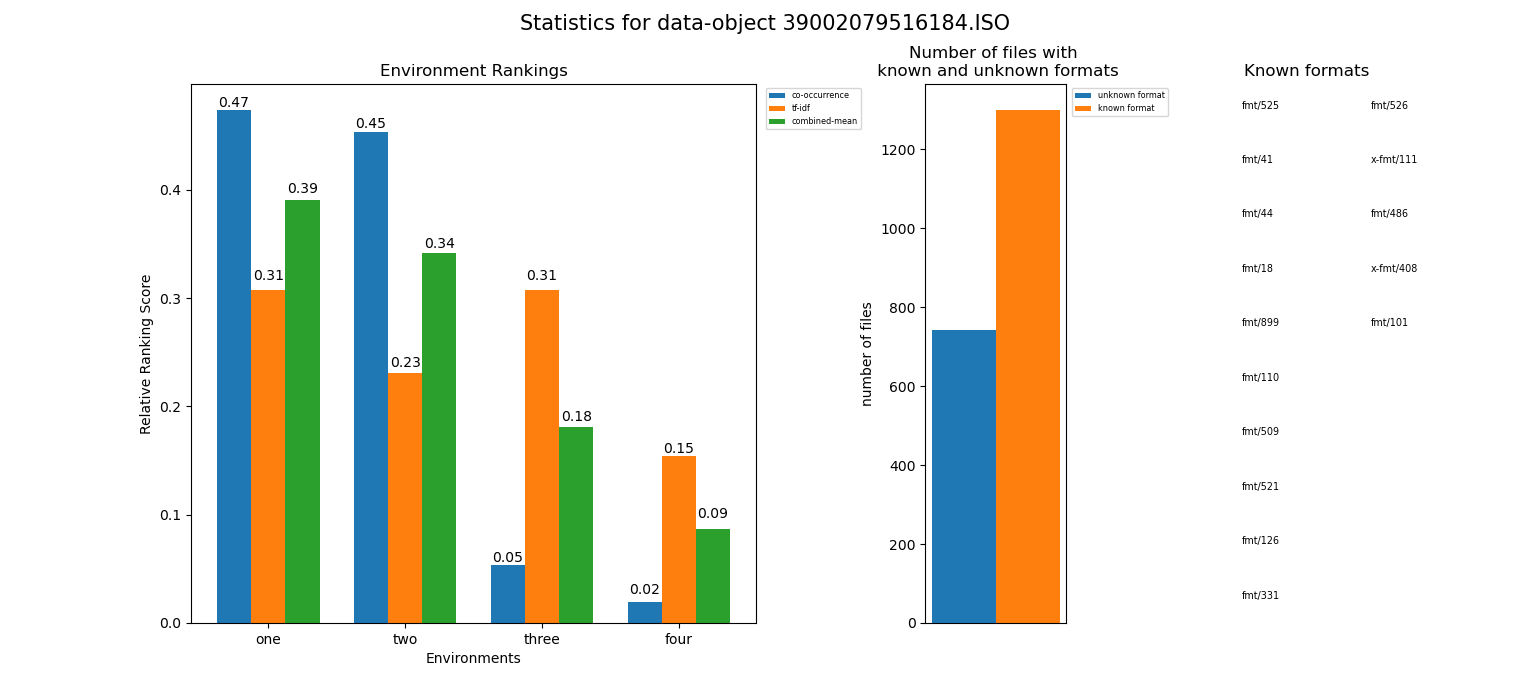 Statistics for data-object 39002079516184.ISO
Environment Rankings
0.47
0.45
0.39
0.34
0.31
0.31
0.23
0.18
0.15
0.09
0.05
0.02
0.4
0.3
0.2
0.1
0.0
Relative Ranking Score
one two three four
Environments
co-occurrence
tf-idf
combined-mean
Number of files with
known and unknown formats
1200
1000
800
600
400
200
0
number of files
unknown format
known format
Known formats
fmt/525 fmt/526
fmt/41 x-fmt/111
fmt/44 fmt/486
fmt/18 x-fmt/408
fmt/899 fmt/101
fmt/110
fmt/509
fmt/521
fmt/126
fmt/331